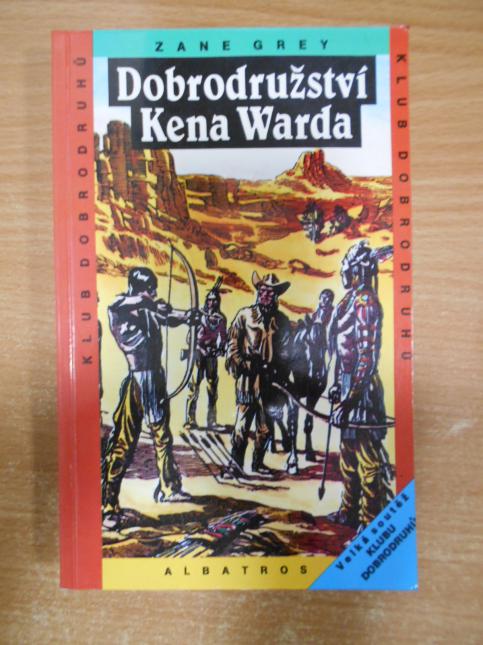 ZANE GREY
Dobrodružství
Kena Warda
KLUB DOBRODRUHŮ
KLUB DOBRODRUHŮ
Velká soutěž
KLUBU
DOBRODRUHŮ
ALBATROS